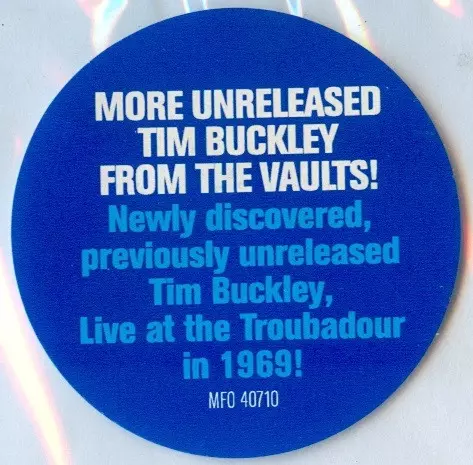 MORE UNRELEASED
TIM BUCKLEY
FROM THE VAULTS!
Newly discovered,
previously unreleased
Tim Buckley,
Live at the Troubadour
in 1969!
MFO 40710